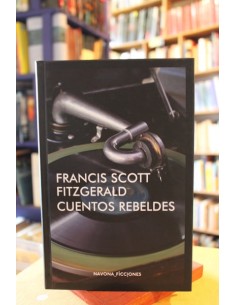 FRANCIS SCOTT
FITZGERALD
CUENTOS REBELDES
NAVONA_FICCIONES